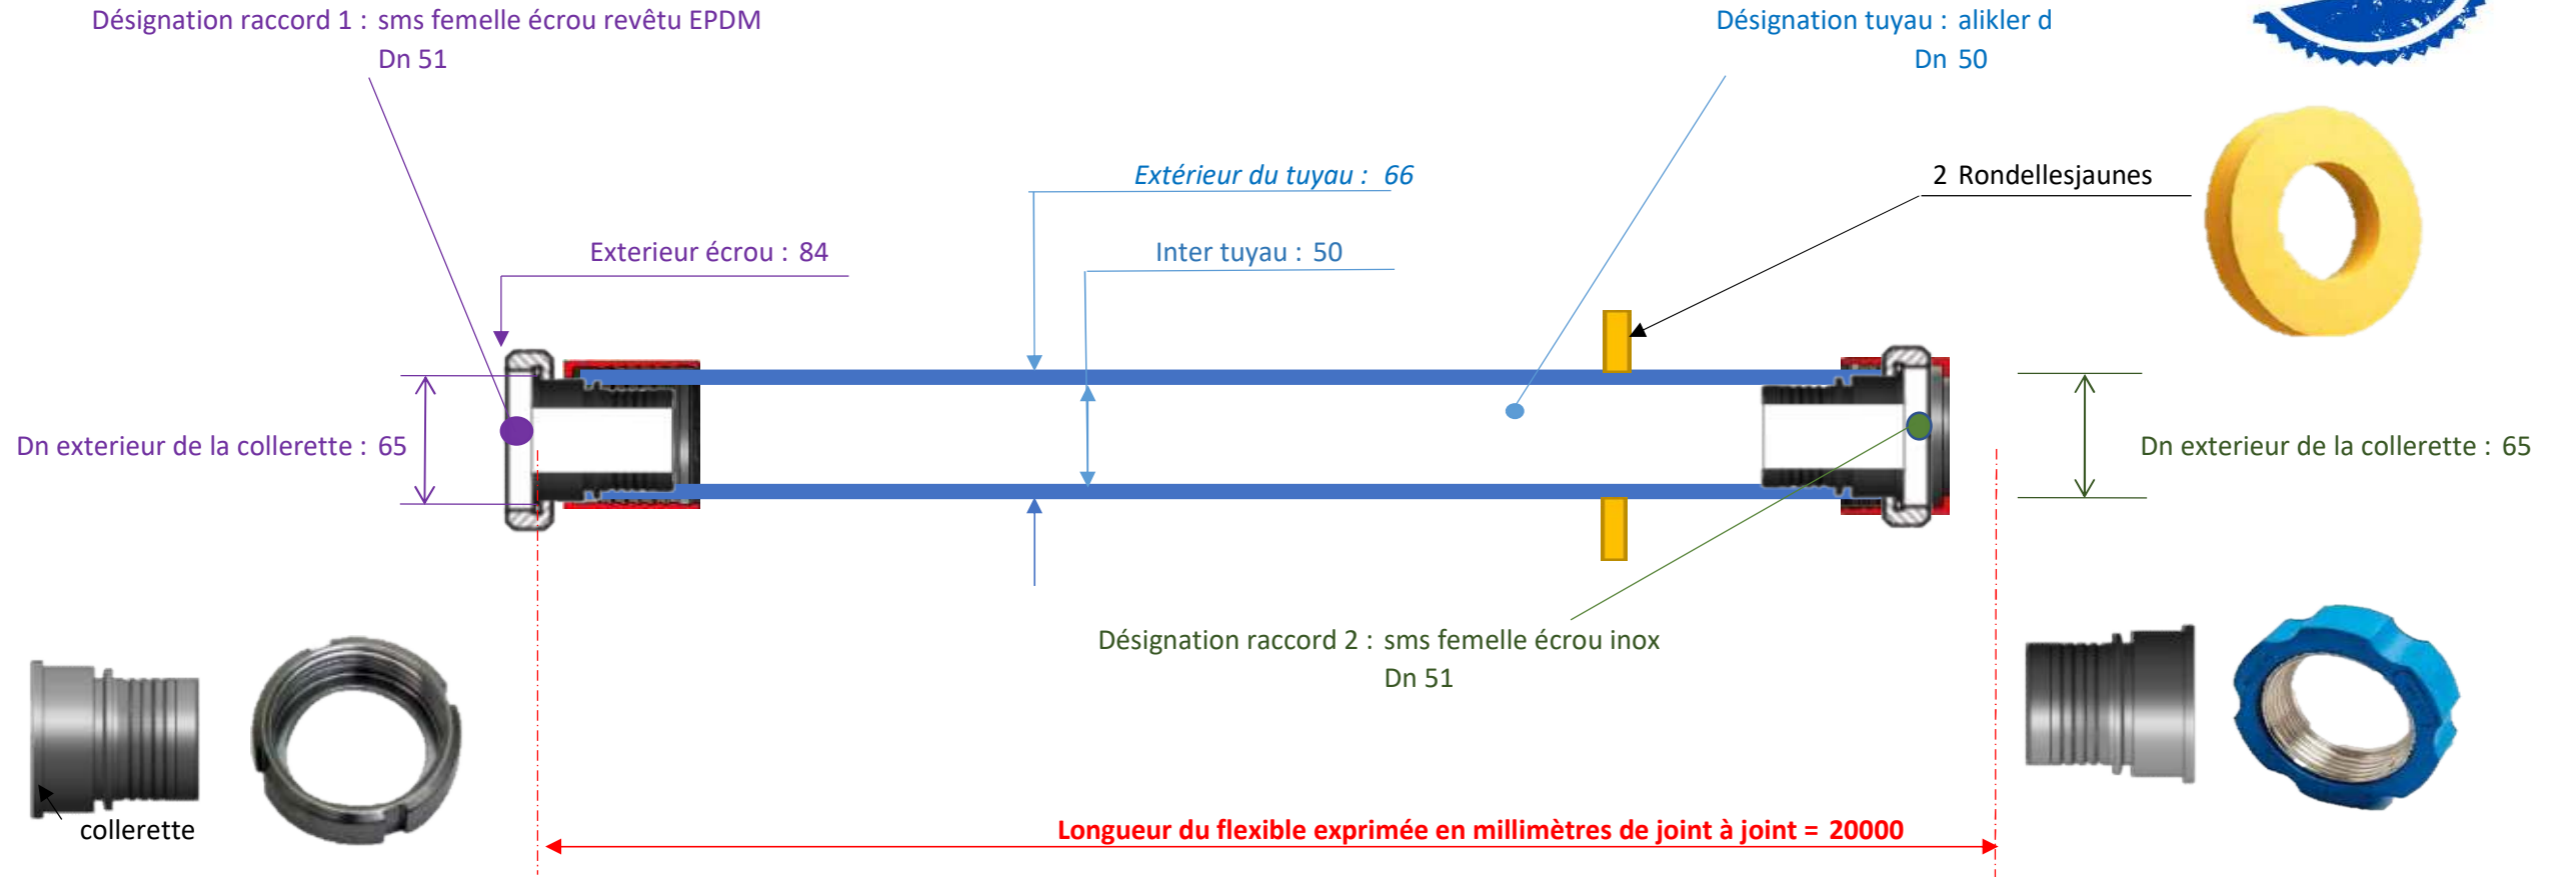 Désignation raccord 1 : sms femelle écrou revêtu EPDM
Dn 51
Désignation tuyau : alikler d
Dn 50
Extérieur du tuyau : 66
2 Rondellesjaunes
Exterieur écrou : 84
Inter tuyau : 50
Dn exterieur de la collerette : 65
Dn exterieur de la collerette : 65
Désignation raccord 2 : sms femelle écrou inox
Dn 51
collerette
Longueur du flexible exprimée en millimètres de joint à joint = 20000